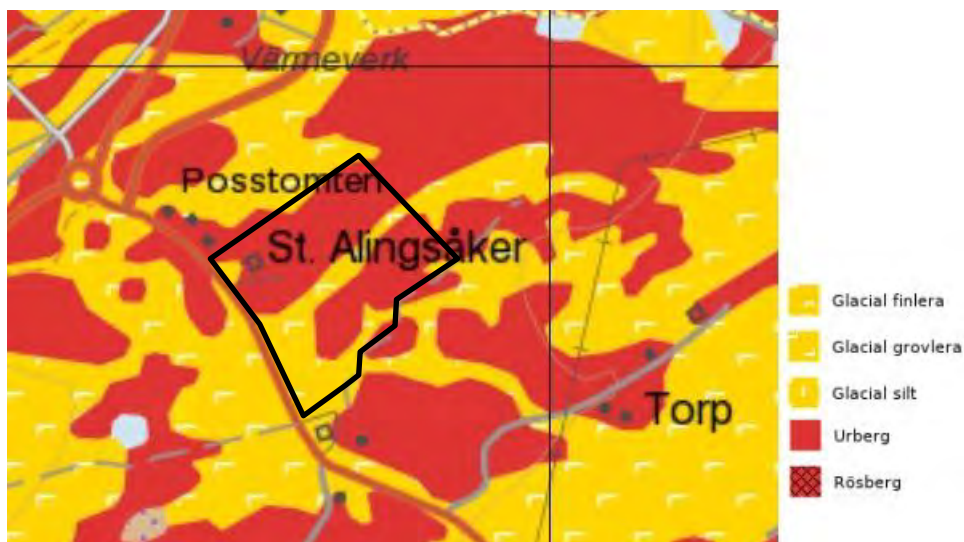 Värmeverk
Posstomten
St. Alingsåker
Torp
Glacial finlera
Glacial grovlera
Glacial silt
Urberg
Rösberg